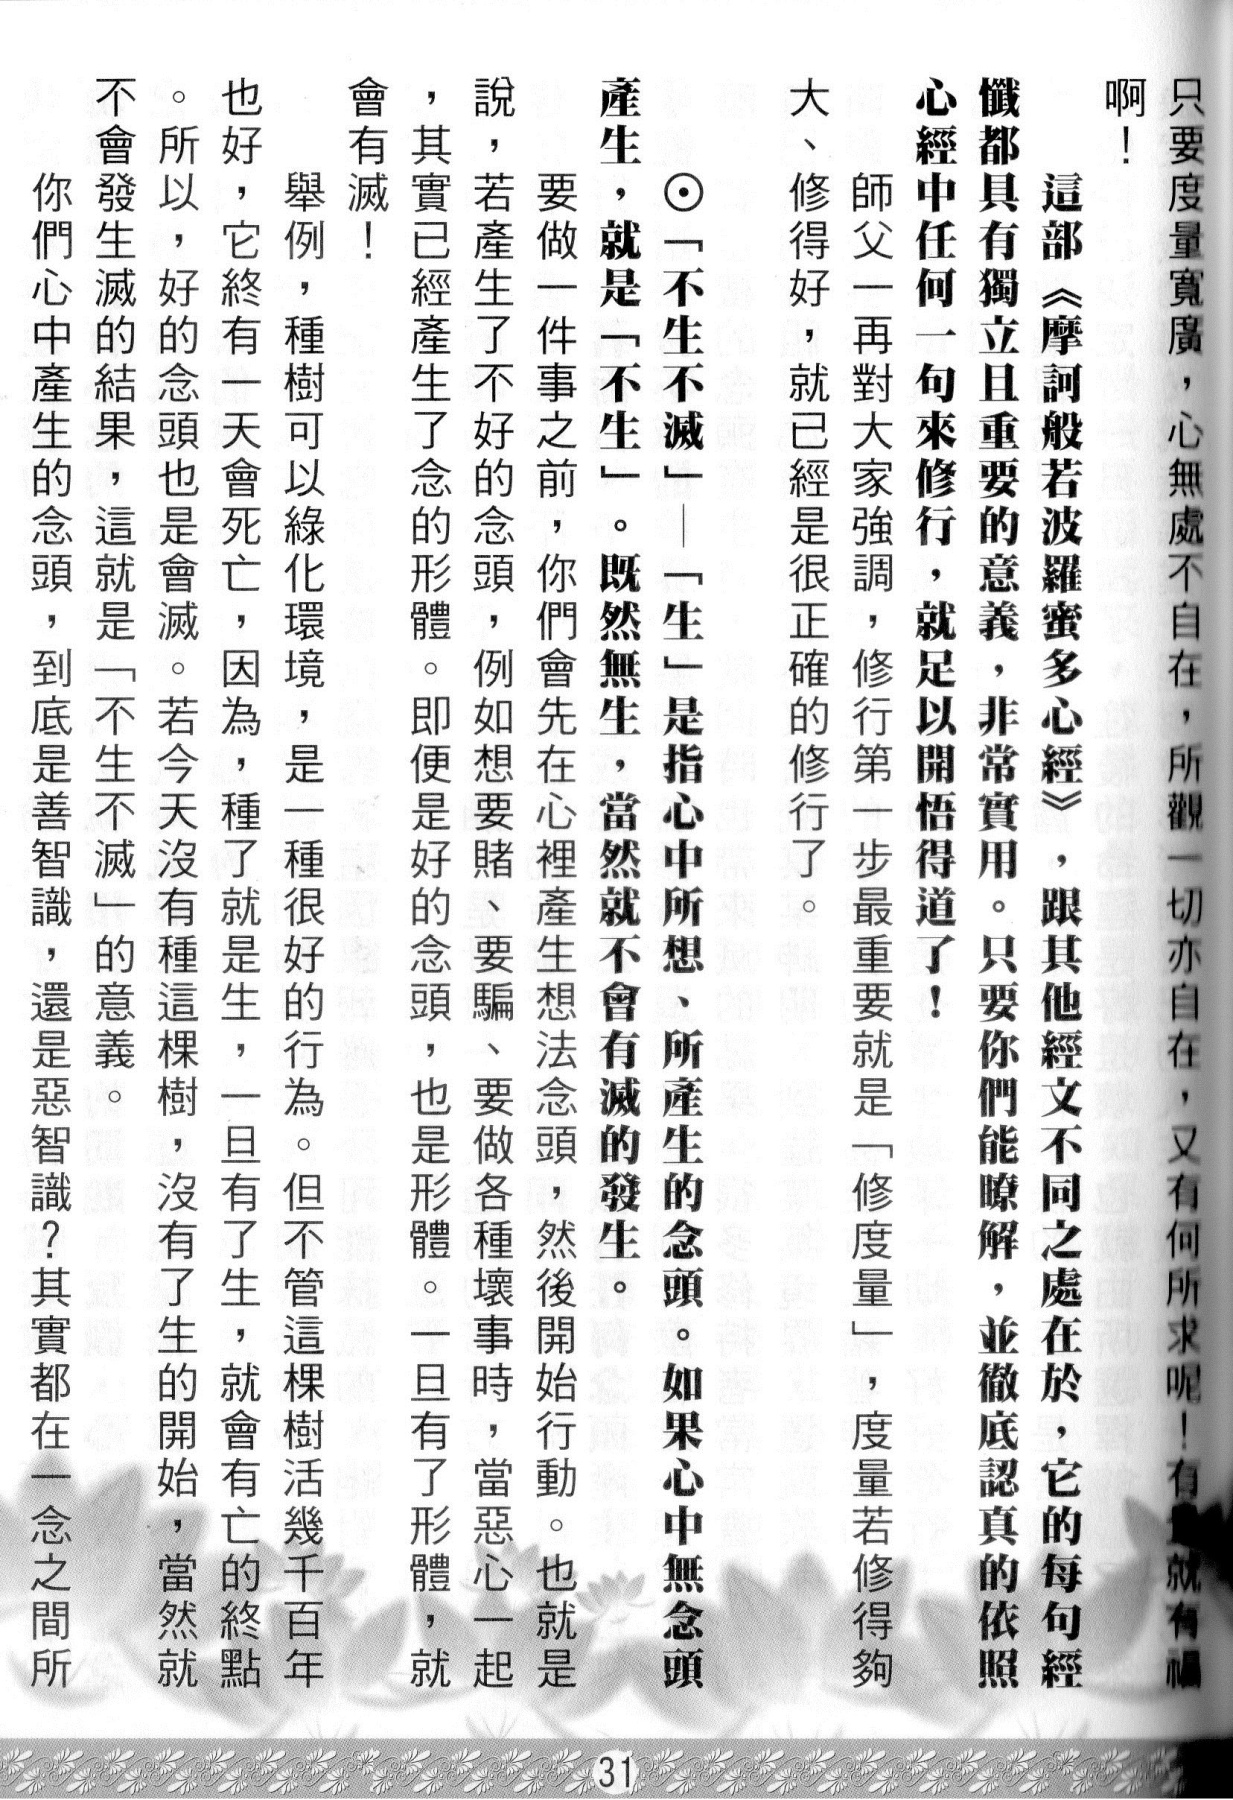 只要度量寬廣，心無處不自在，所觀一切亦自在，又有何所求呢！有量就有福
啊！
這部《摩訶般若波羅蜜多心經》，跟其他經文不同之處在於，它的每句經
懺都具有獨立且重要的意義，非常實用。只要你們能瞭解，並徹底認真的依照
心經中任何一句來修行，就足以開悟得道了！
師父一再對大家強調，修行第一步最重要就是「修度量」，度量若修得夠
大、修得好，就已經是很正確的修行了。
⊙「不生不滅」—「生」是指心中所想、所產生的念頭。如果心中無念頭
產生，就是「不生」。既然無生，當然就不會有滅的發生。
要做一件事之前，你們會先在心裡產生想法念頭，然後開始行動。也就是
說，若產生了不好的念頭，例如想要賭、要騙、要做各種壞事時，當惡心一起
，其實已經產生了念的形體。即便是好的念頭，也是形體。一旦有了形體，就
會有滅！
舉例，種樹可以綠化環境，是一種很好的行為。但不管這棵樹活幾千百年
也好，它終有一天會死亡，因為，種了就是生，一旦有了生，就會有亡的終點
。所以，好的念頭也是會滅。若今天沒有種這棵樹，沒有了生的開始，當然就
不會發生滅的結果，這就是「不生不滅」的意義。
你們心中產生的念頭，到底是善智識，還是惡智識？其實都在一念之間所
31